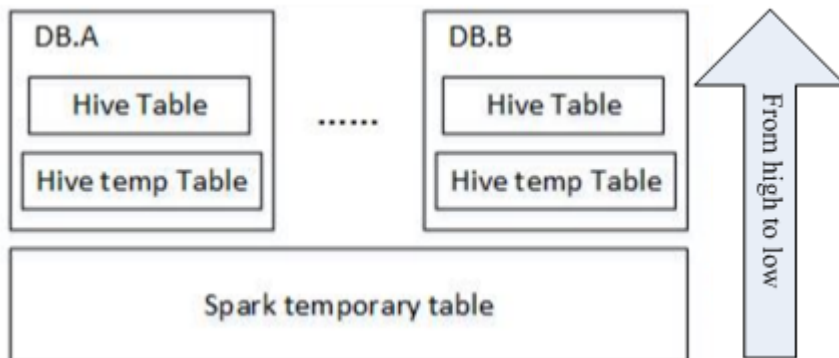 DB.A
Hive Table
Hive temp Table
......
DB.B
Hive Table
Hive temp Table
Spark temporary table
From high to low